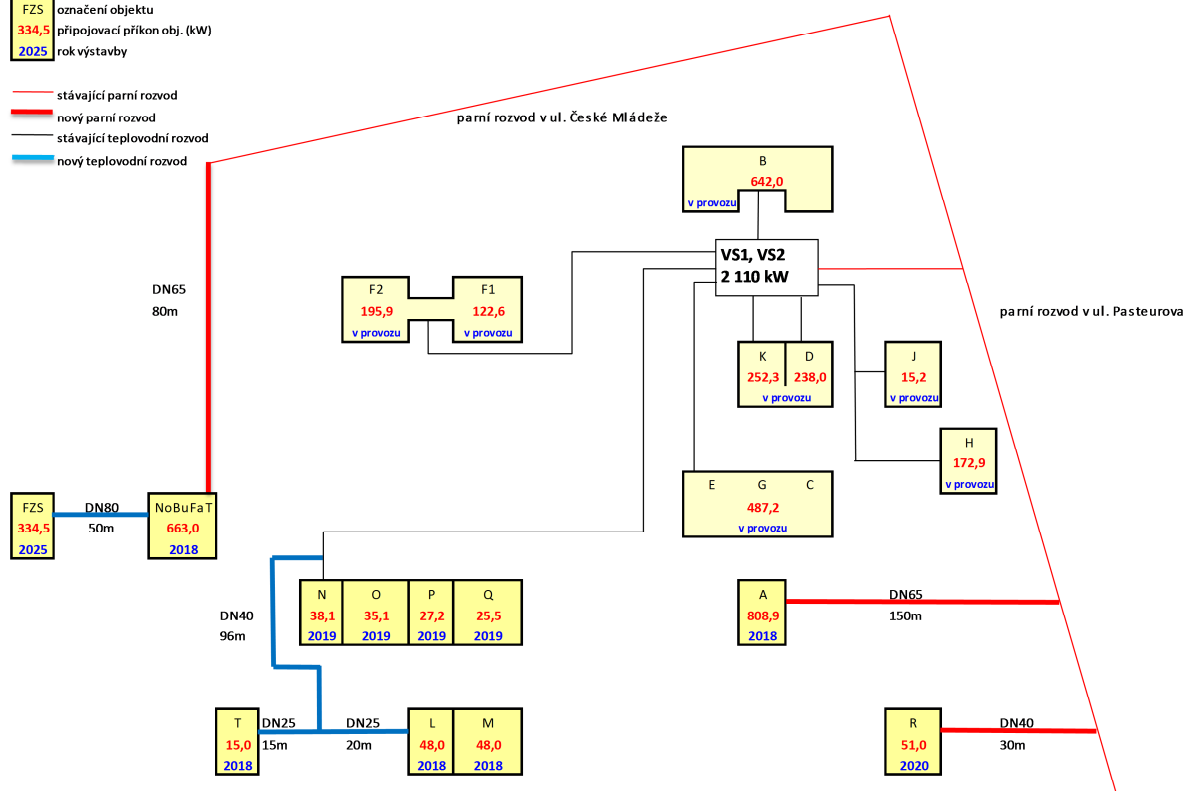 FZS označení objektu
334,5 připojovací příkon obj. (kW)
2025 rok výstavby
stávající parní rozvod
nový parní rozvod
stávající teplovodní rozvod
nový teplovodní rozvod
parní rozvod v ul. České Mládeže
B
642,0
v provozu
VS1, VS2
2 110 kW
F2 F1
195,9 122,6
v provozu v provozu
DN65
80m
parní rozvod v ul. Pasteurova
K D J
252,3 238,0 15,2
v provozu v provozu
H
172,9
v provozu
E G C
487,2
v provozu
FZS DN80 NoBuFaT
334,5 50m 663,0
2025 2018
N O P Q
38,1 35,1 27,2 25,5
2019 2019 2019 2019
DN40
96m
A DN65
808,9 150m
2018
T DN25 DN25 L M
15,0 15m 20m 48,0 48,0
2018 2018 2018
R DN40
51,0 30m
2020